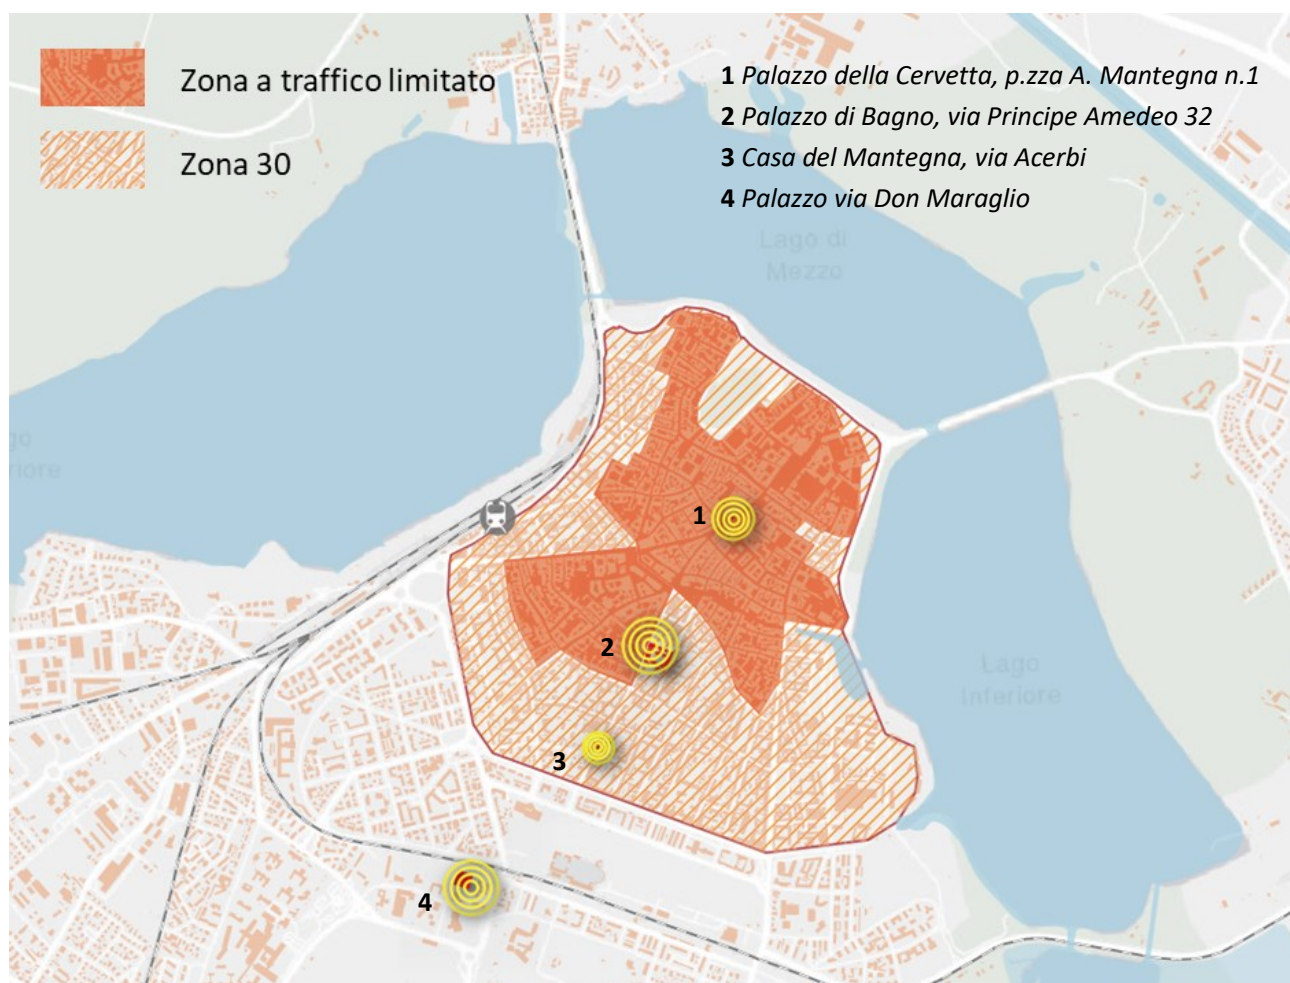 Zona a traffico limitato
Zona 30
1 Palazzo della Cervetta, p.zza A. Mantegna n.1
2 Palazzo di Bagno, via Principe Amedeo 32
3 Casa del Mantegna, via Acerbi
4 Palazzo via Don Maraglio
Lago di
Mezzo
go
riore
1
2
Lago
Inferiore
3
4